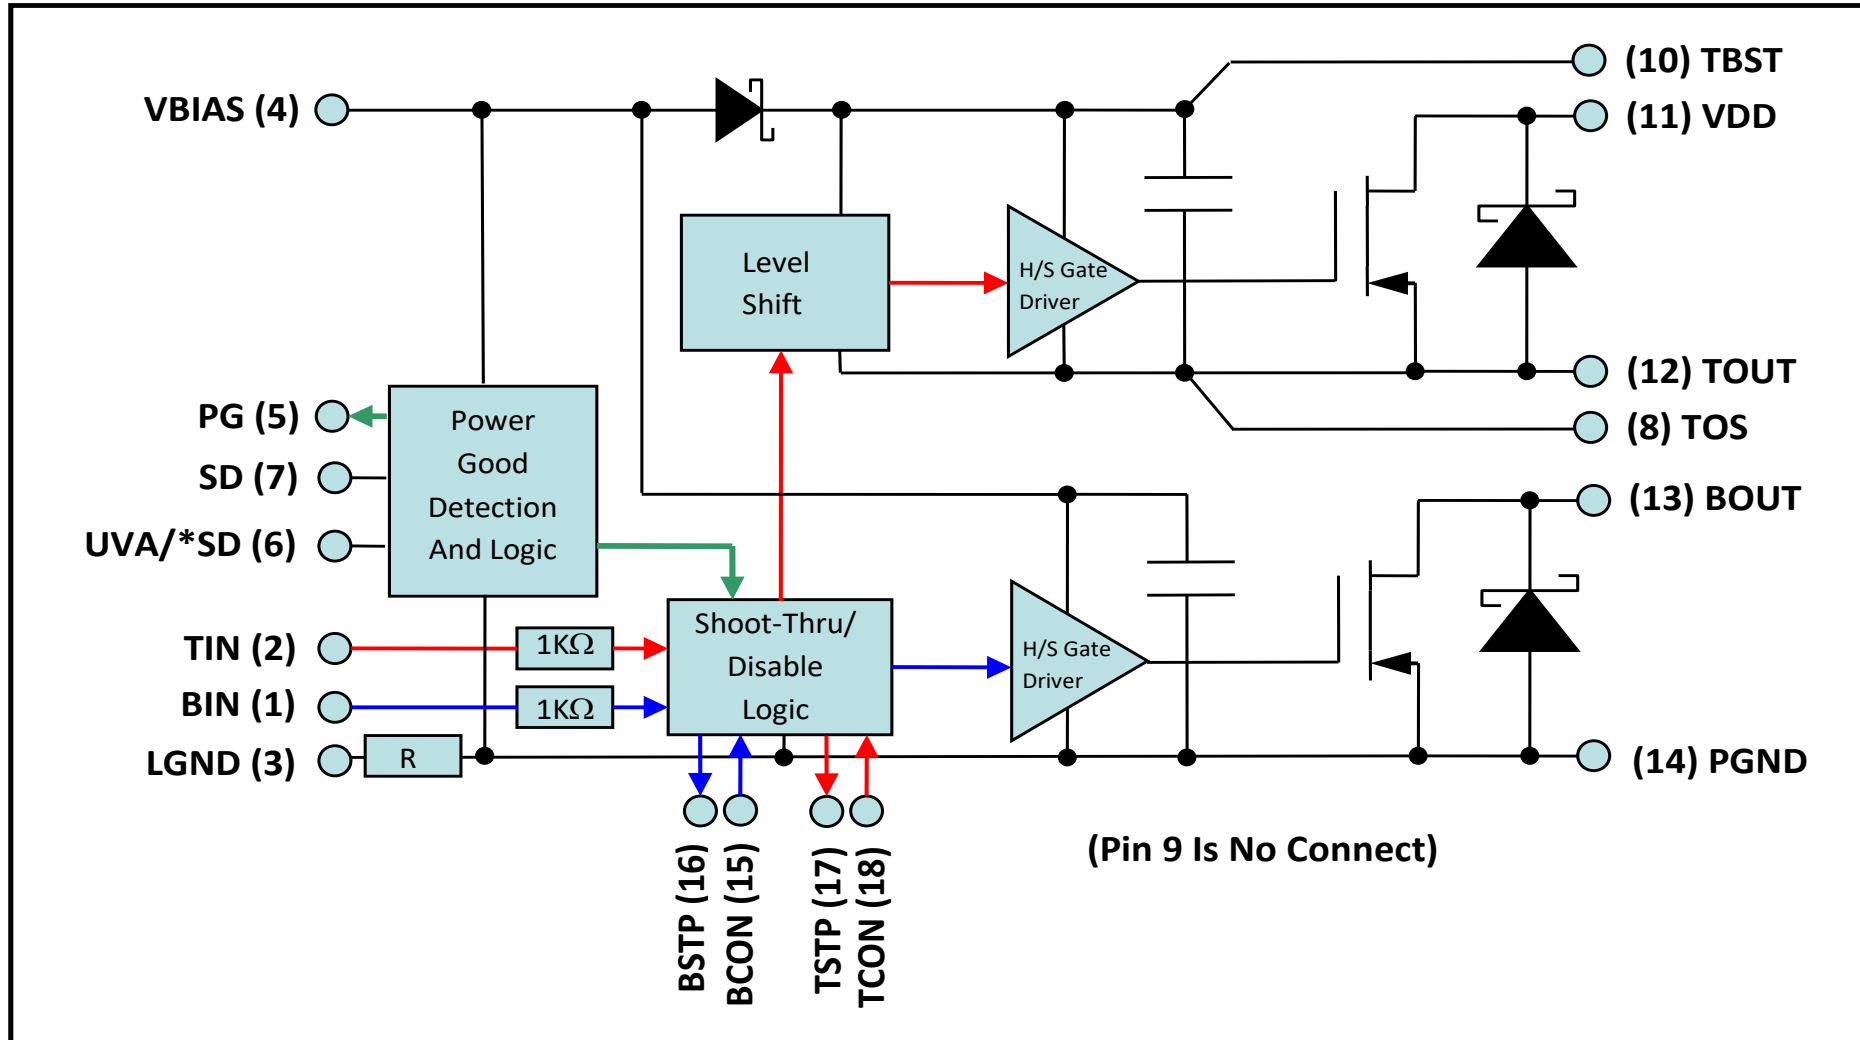 (10) TBST
VBIAS (4)
(11) VDD
Level
Shift
H/S Gate
Driver
(12) TOUT
PG (5)
(8) TOS
SD (7)
UVA/*SD (6)
Power
Good
Detection
And Logic
(13) BOUT
TIN (2)
1KΩ
BIN (1)
1KΩ
LGND (3)
R
Shoot-Thru/
Disable
Logic
H/S Gate
Driver
(14) PGND
BSTP (16)
BCON (15)
TSTP (17)
TCON (18)
(Pin 9 Is No Connect)